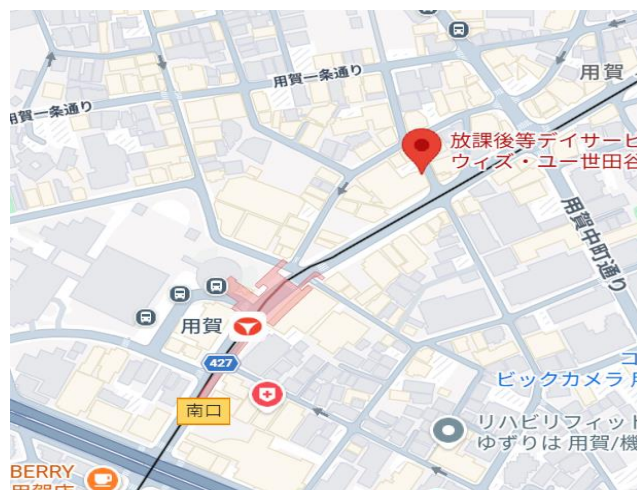 用賀
用賀一条通り
用賀一条通り
放課後等デイサービ
ウィズ・ユー世田谷
用賀中町通り
用賀
427
南口
ビックカメラ
リハビリフィット
ゆずりは 用賀/機
BERRY